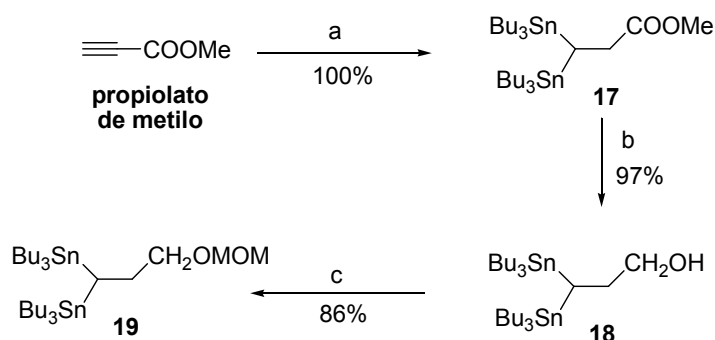 COOMe
propiolato
de metilo
a
100%
Bu3Sn
COOMe
Bu3Sn
17
b
97%
Bu3Sn
CH2OH
Bu3Sn
18
c
86%
Bu3Sn
CH2OMOM
Bu3Sn
19